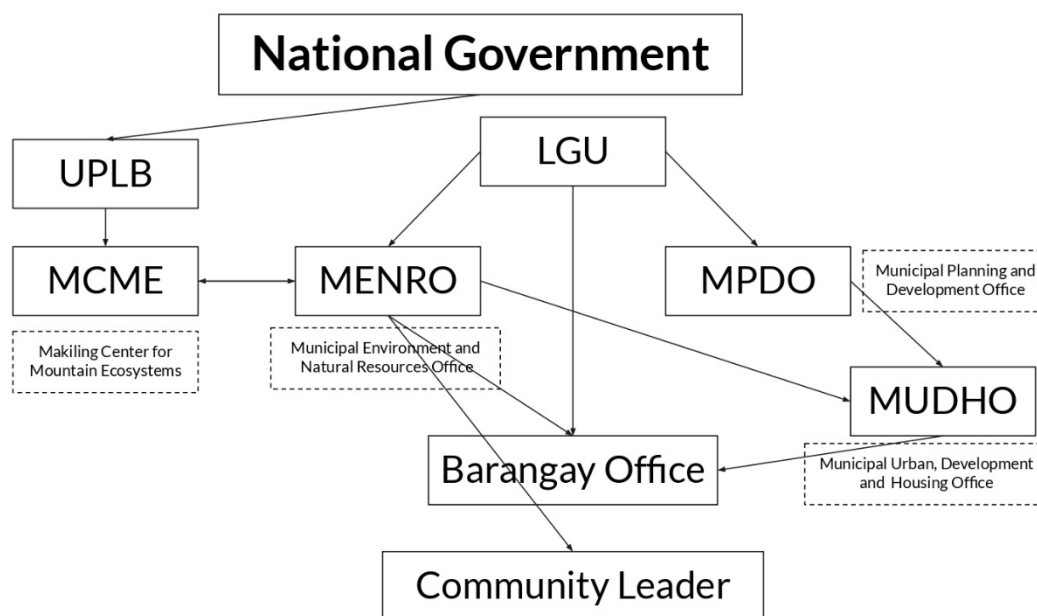 National Government
UPLB
LGU
MCME
MENRO
MPDO
Municipal Planning and
Development Office
Makiling Center for
Mountain Ecosystems
Municipal Environment and
Natural Resources Office
MUDHO
Barangay Office
Municipal Urban, Development
and Housing Office
Community Leader